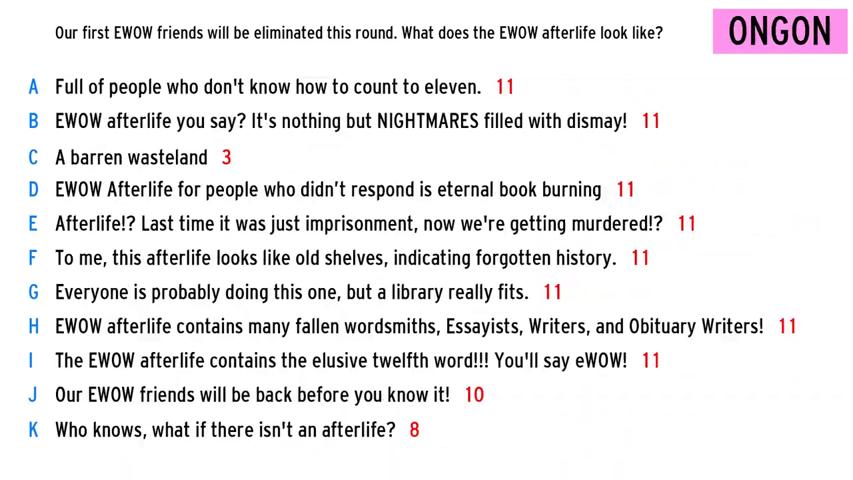 Our first EWOW friends will be eliminated this round. What does the EWOW afterlife look like?
ONGON
A Full of people who don't know how to count to eleven. 11
B EWOW afterlife you say? It's nothing but NIGHTMARES filled with dismay! 11
C A barren wasteland 3
D EWOW Afterlife for people who didn’t respond is eternal book burning 11
E Afterlife!? Last time it was just imprisonment, now we're getting murdered!? 11
F To me, this afterlife looks like old shelves, indicating forgotten history. 11
G Everyone is probably doing this one, but a library really fits. 11
H EWOW afterlife contains many fallen wordsmiths, Essayists, Writers, and Obituary Writers! 11
I The EWOW afterlife contains the elusive twelfth word!!! You'll say eWOW! 11
J Our EWOW friends will be back before you know it! 10
K Who knows, what if there isn't an afterlife? 8